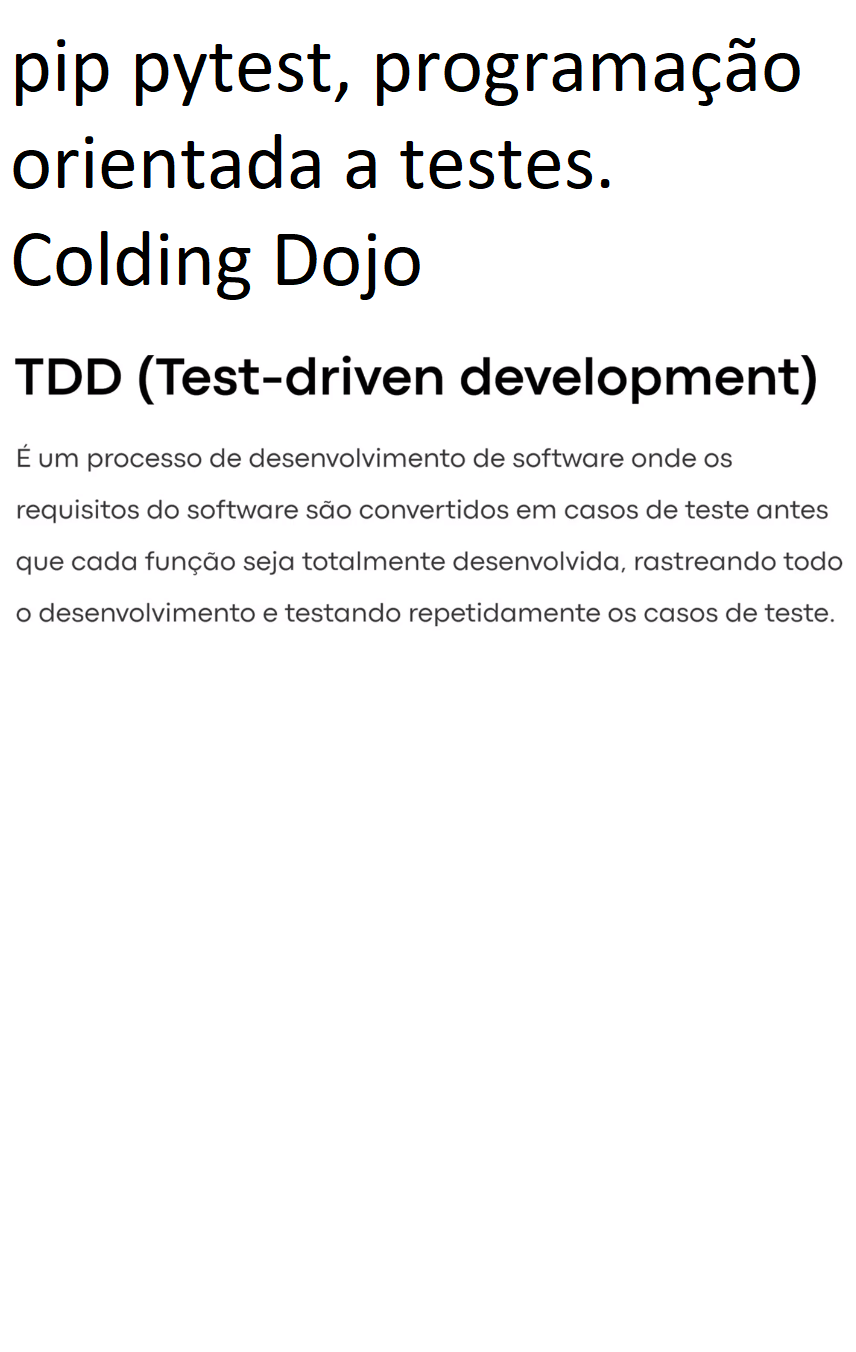 pip pytest, programação
orientada a testes.
Colding Dojo
TDD (Test-driven development)
É um processo de desenvolvimento de software onde os
requisitos do software são convertidos em casos de teste antes
que cada função seja totalmente desenvolvida, rastreando todo
o desenvolvimento e testando repetidamente os casos de teste.